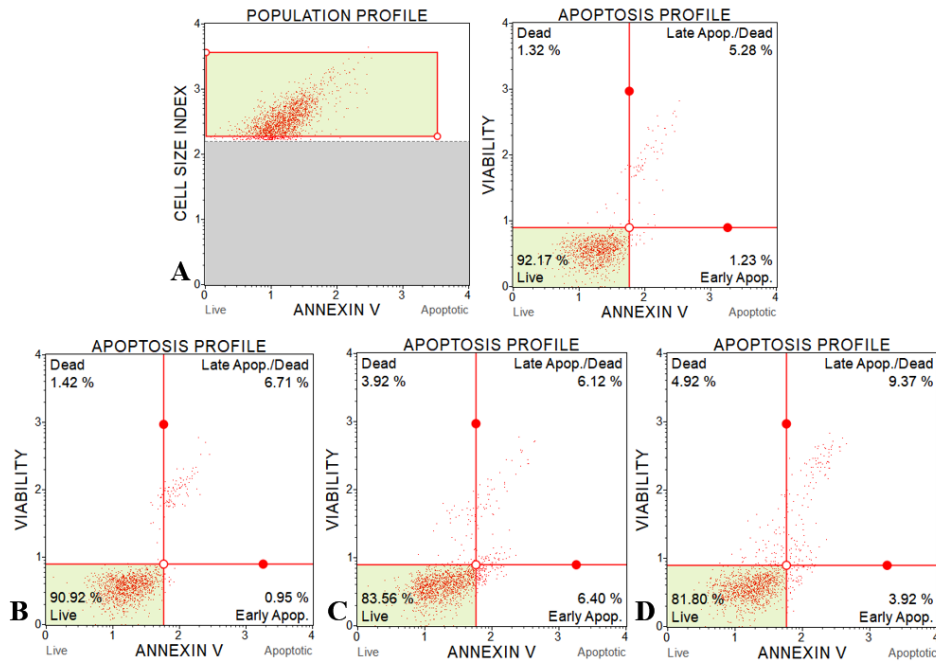 POPULATION PROFILE
4
3
2
1
0
CELL SIZE INDEX
0 1 2 3 4
Live ANNEXIN V Apoptotic
A
APOPTOSIS PROFILE
Dead Late Apop./Dead
1.32 % 5.28 %
4
3
2
1
0
VIABILITY
92.17 % 1.23 %
Live Early Apop.
0 1 2 3 4
Live ANNEXIN V Apoptotic
APOPTOSIS PROFILE
Dead Late Apop./Dead
1.42 % 6.71 %
4
3
2
1
0
VIABILITY
90.92 % 0.95 %
Live Early Apop.
0 1 2 3 4
Live ANNEXIN V Apoptotic
B
APOPTOSIS PROFILE
Dead Late Apop./Dead
3.92 % 6.12 %
4
3
2
1
0
VIABILITY
83.56 % 6.40 %
Live Early Apop.
0 1 2 3 4
Live ANNEXIN V Apoptotic
C
APOPTOSIS PROFILE
Dead Late Apop./Dead
4.92 % 9.37 %
4
3
2
1
0
VIABILITY
81.80 % 3.92 %
Live Early Apop.
0 1 2 3 4
Live ANNEXIN V Apoptotic
D